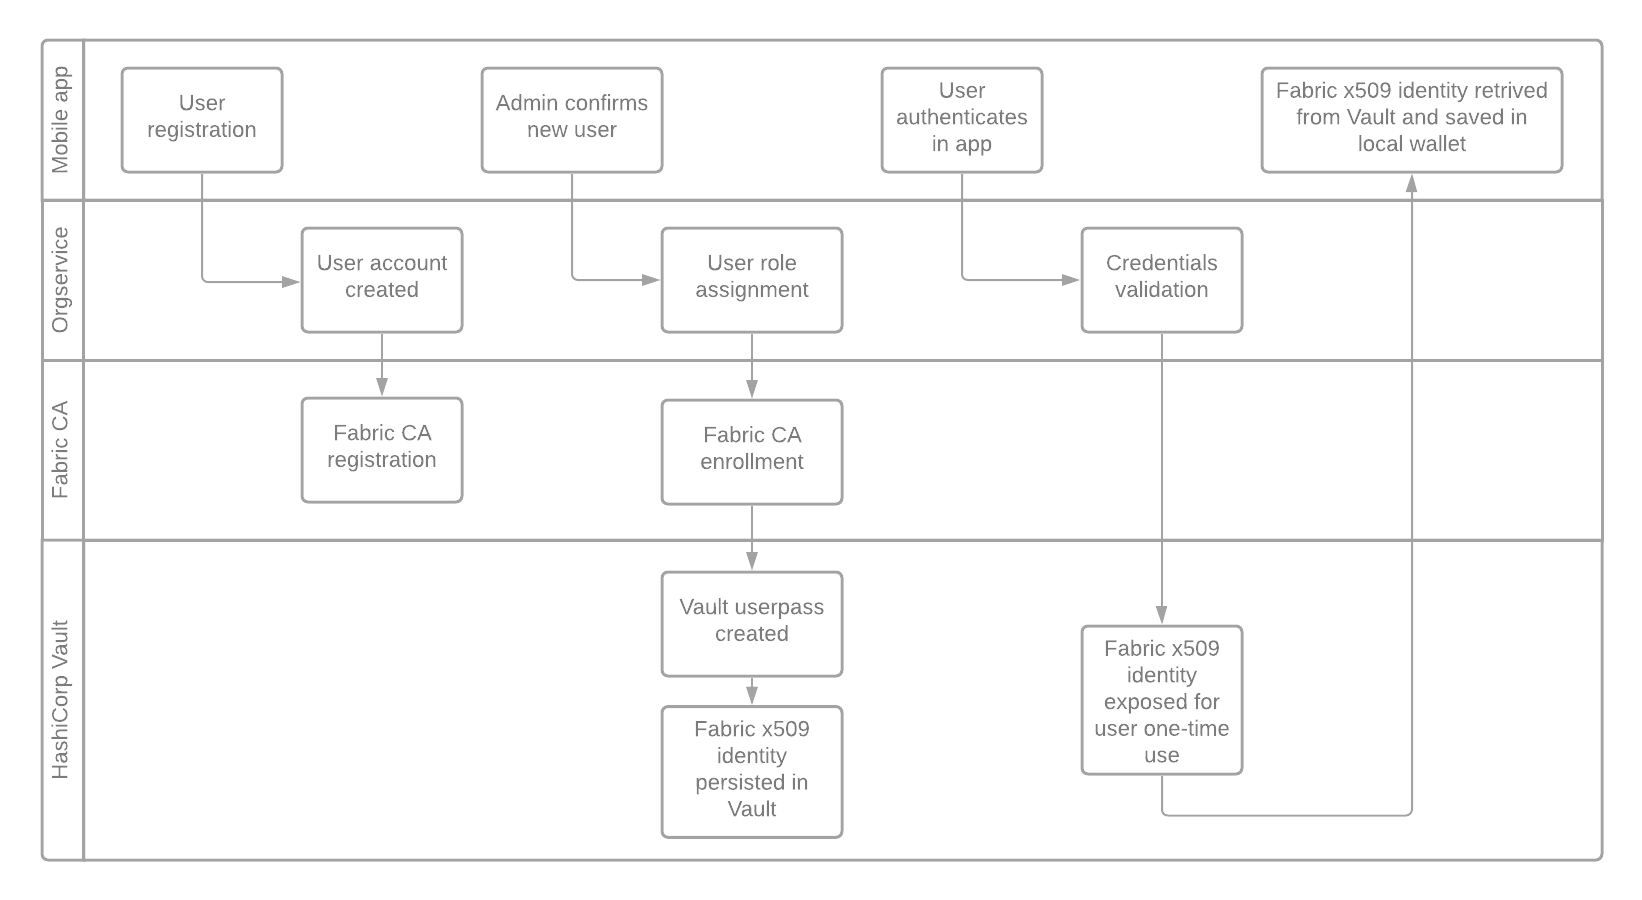 Mobile app
User
registration
Admin confirms
new user
User
authenticates
in app
Fabric x509 identity retrived
from Vault and saved in
local wallet
Orgservice
User account
created
User role
assignment
Credentials
validation
Fabric CA
Fabric CA
registration
Fabric CA
enrollment
HashiCorp Vault
Vault userpass
created
Fabric x509
identity
persisted in
Vault
Fabric x509
identity
exposed for
user one-time
use